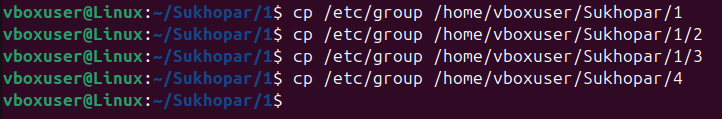 vboxuser@Linux:~/Sukhopar/1$ cp /etc/group /home/vboxuser/Sukhopar/1
vboxuser@Linux:~/Sukhopar/1$ cp /etc/group /home/vboxuser/Sukhopar/1/2
vboxuser@Linux:~/Sukhopar/1$ cp /etc/group /home/vboxuser/Sukhopar/1/3
vboxuser@Linux:~/Sukhopar/1$ cp /etc/group /home/vboxuser/Sukhopar/4
vboxuser@Linux:~/Sukhopar/1$